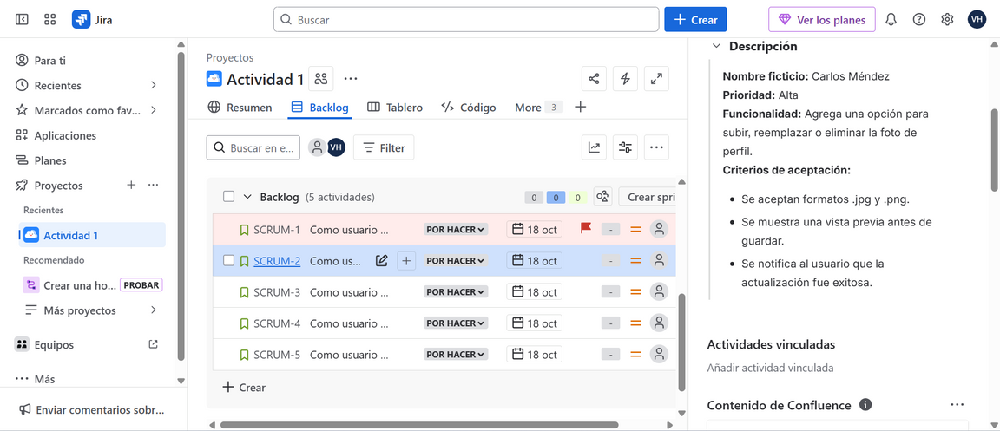 Jira
Buscar
Crear
Ver los planes
VH
Para ti
Recientes
Marcados como fav...
Aplicaciones
Planes
Proyectos
Recientes
Actividad 1
Recomendado
Crear una ho...
PROBAR
Más proyectos
Equipos
Más
Enviar comentarios sobr...
Proyectos
Actividad 1
Resumen
Backlog
Tablero
Código
More 3
Buscar en e...
VH
Filter
Backlog (5 actividades)
0 0 0
Crear spri
SCRUM-1 Como usuario ... POR HACER 18 oct -
SCRUM-2 Como us... POR HACER 18 oct -
SCRUM-3 Como usuario ... POR HACER 18 oct -
SCRUM-4 Como usuario ... POR HACER 18 oct -
SCRUM-5 Como usuario ... POR HACER 18 oct -
Crear
Descripción
Nombre ficticio: Carlos Méndez
Prioridad: Alta
Funcionalidad: Agrega una opción para
subir, reemplazar o eliminar la foto de
perfil.
Criterios de aceptación:
• Se aceptan formatos .jpg y .png.
• Se muestra una vista previa antes de
guardar.
• Se notifica al usuario que la
actualización fue exitosa.
Actividades vinculadas
Añadir actividad vinculada
Contenido de Confluence